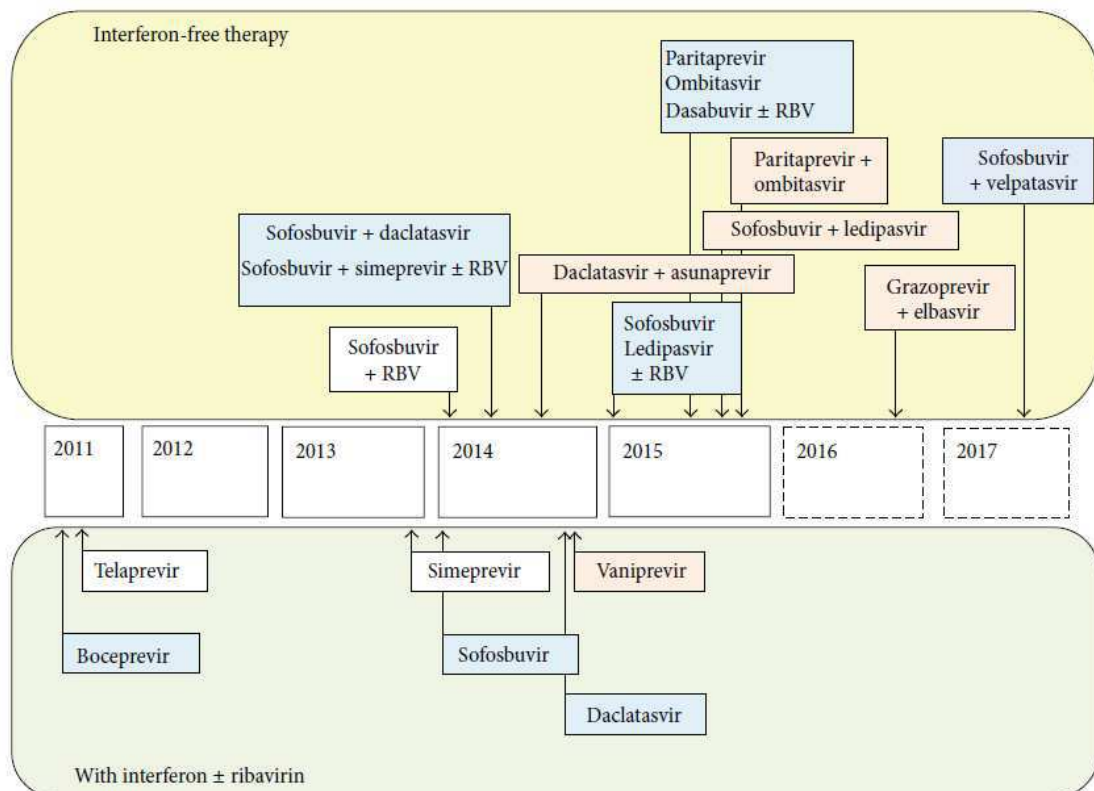 Interferon-free therapy
Paritaprevir
Ombitasvir
Dasabuvir ± RBV
Paritaprevir +
ombitasvir
Sofosbuvir
+ velpatasvir
Sofosbuvir + daclatasvir
Sofosbuvir + simeprevir ± RBV
Sofosbuvir + ledipasvir
Daclatasvir + asunaprevir
Grazoprevir
+ elbasvir
Sofosbuvir
+ RBV
Sofosbuvir
Ledipasvir
± RBV
2011
2012
2013
2014
2015
2016
2017
Telaprevir
Simeprevir
Vaniprevir
Boceprevir
Sofosbuvir
Daclatasvir
With interferon ± ribavirin